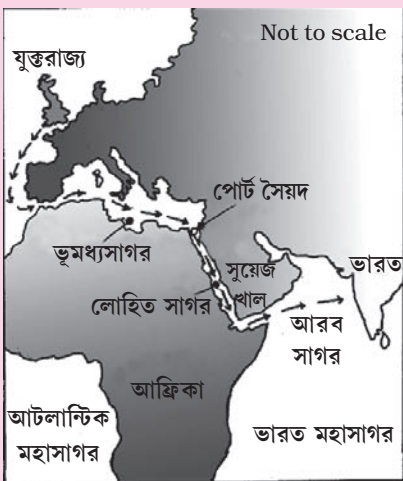 Not to scale
যুক্তরাজ্য
পোর্ট সৈয়দ
ভূমধ্যসাগর
সুয়েজ
খাল
লোহিত সাগর
ভারত
আরব
সাগর
আফ্রিকা
আটলান্টিক
মহাসাগর
ভারত মহাসাগর